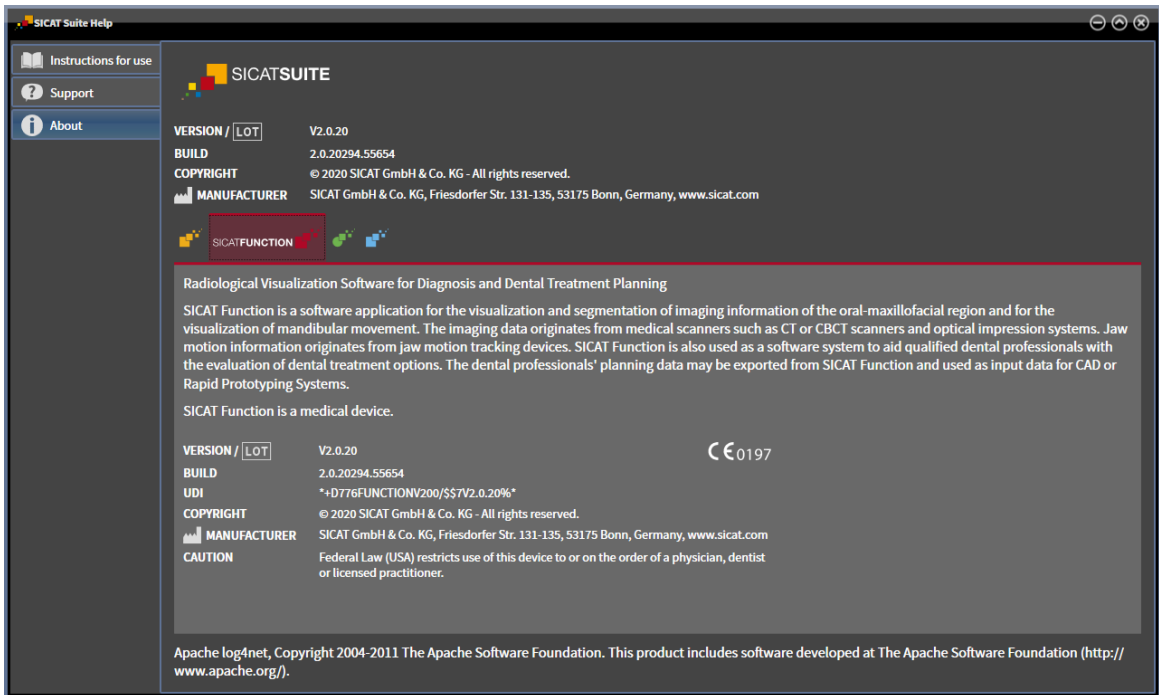 SICAT Suite Help
Instructions for use
Support
About
SICATSUITE
VERSION / LOT V2.0.20
BUILD 2.0.20294.55654
COPYRIGHT © 2020 SICAT GmbH & Co. KG - All rights reserved.
MANUFACTURER SICAT GmbH & Co. KG, Friesdorfer Str. 131-135, 53175 Bonn, Germany, www.sicat.com
SICATFUNCTION
Radiological Visualization Software for Diagnosis and Dental Treatment Planning
SICAT Function is a software application for the visualization and segmentation of imaging information of the oral-maxillofacial region and for the
visualization of mandibular movement. The imaging data originates from medical scanners such as CT or CBCT scanners and optical impression systems. Jaw
motion information originates from jaw motion tracking devices. SICAT Function is also used as a software system to aid qualified dental professionals with
the evaluation of dental treatment options. The dental professionals' planning data may be exported from SICAT Function and used as input data for CAD or
Rapid Prototyping Systems.
SICAT Function is a medical device.
VERSION / LOT V2.0.20 CE0197
BUILD 2.0.20294.55654
UDI *+D776FUNCTIONV200/$$7V2.0.20%*
COPYRIGHT © 2020 SICAT GmbH & Co. KG - All rights reserved.
MANUFACTURER SICAT GmbH & Co. KG, Friesdorfer Str. 131-135, 53175 Bonn, Germany, www.sicat.com
CAUTION Federal Law (USA) restricts use of this device to or on the order of a physician, dentist
or licensed practitioner.
Apache log4net, Copyright 2004-2011 The Apache Software Foundation. This product includes software developed at The Apache Software Foundation (http://
www.apache.org/).